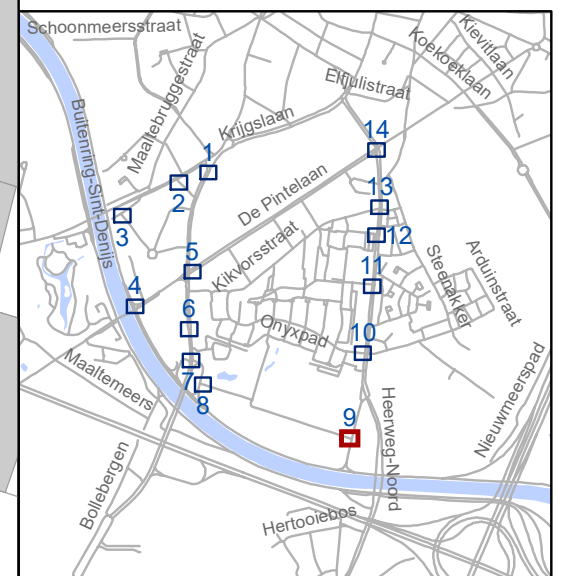 Schoonmeersstraat
Kievitlaan
Koekoeklaan
Maaltebruggestraat
Elfjulistraat
Buitenring-Sint-Denijs
Krijgslaan
14
1
De Pintelaan
13
2
3
12
Kikvorsstraat
Steenakker
Arduinstraat
5
11
4
6
Onyxpad
10
Maaltemeers
7
8
Heerweg-Noord
Nieuwmeerspad
9
Bollebergen
Hertooiebos